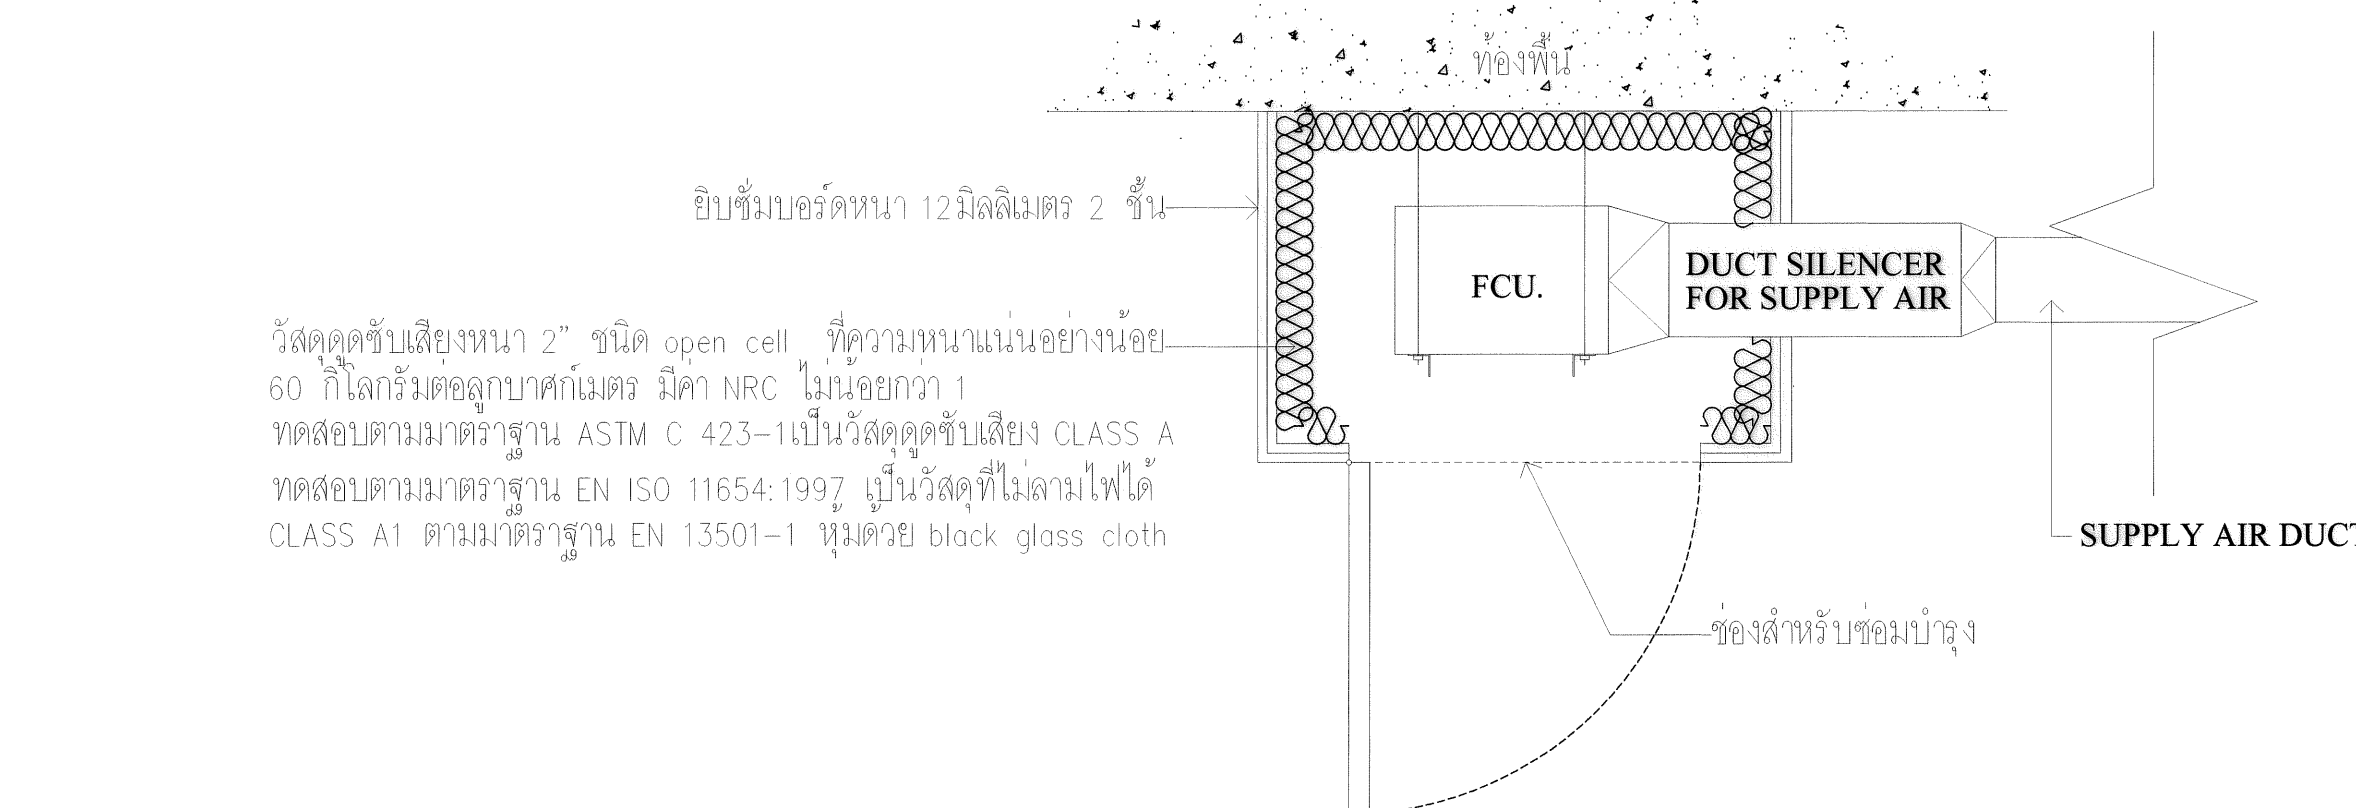 ท้องพื้น
ยิบซั่มบอร์ดหนา 12มิลลิเมตร 2 ชั้น
FCU.
DUCT SILENCER
FOR SUPPLY AIR
วัสดุดูดซับเสียงหนา 2" ชนิด open cell ที่ความหนาแน่นอย่างน้อย
60 กิโลกรัมต่อลูกบาศก์เมตร มีค่า NRC ไม่น้อยกว่า 1
ทดสอบตามมาตราฐาน ASTM C 423-1เป็นวัสดุดูดซับเสียง CLASS A
ทดสอบตามมาตราฐาน EN ISO 11654:1997 เป็นวัสดุที่ไม่ลามไฟได้
CLASS A1 ตามมาตราฐาน EN 13501-1 หุ้มด้วย black glass cloth
SUPPLY AIR DUCT
ช่องสำหรับซ่อมบำรุง